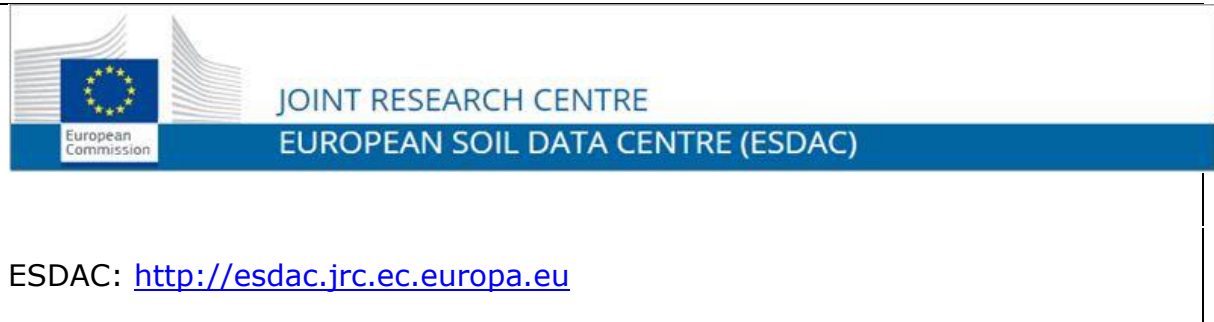 JOINT RESEARCH CENTRE
European
Commission
EUROPEAN SOIL DATA CENTRE (ESDAC)
ESDAC: http://esdac.jrc.ec.europa.eu